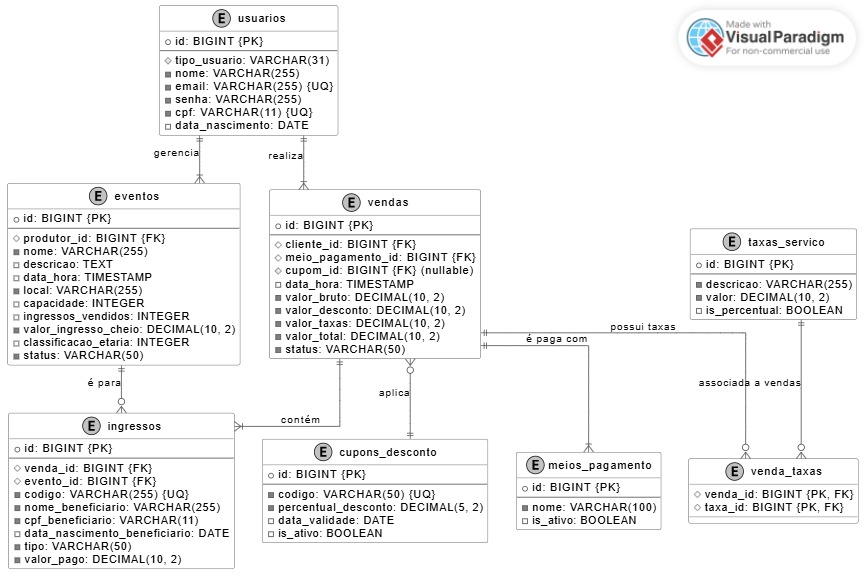 E usuarios
id: BIGINT {PK}
tipo_usuario: VARCHAR(31)
nome: VARCHAR(255)
email: VARCHAR(255) {UQ}
senha: VARCHAR(255)
cpf: VARCHAR(11) {UQ}
data_nascimento: DATE
Made with
Visual Paradigm
For non-commercial use
gerencia
realiza
E eventos
id: BIGINT {PK}
produtor_id: BIGINT {FK}
nome: VARCHAR(255)
descricao: TEXT
data_hora: TIMESTAMP
local: VARCHAR(255)
capacidade: INTEGER
ingressos_vendidos: INTEGER
valor_ingresso_cheio: DECIMAL(10, 2)
classificacao_etaria: INTEGER
status: VARCHAR(50)
E vendas
id: BIGINT {PK}
cliente_id: BIGINT {FK}
meio_pagamento_id: BIGINT {FK}
cupom_id: BIGINT {FK} (nullable)
data_hora: TIMESTAMP
valor_bruto: DECIMAL(10, 2)
valor_desconto: DECIMAL(10, 2)
valor_taxas: DECIMAL(10, 2)
valor_total: DECIMAL(10, 2)
status: VARCHAR(50)
E taxas_servico
id: BIGINT {PK}
descricao: VARCHAR(255)
valor: DECIMAL(10, 2)
is_percentual: BOOLEAN
possui taxas
é paga com
é para
aplica
associada a vendas
contém
E ingressos
id: BIGINT {PK}
venda_id: BIGINT {FK}
evento_id: BIGINT {FK}
codigo: VARCHAR(255) {UQ}
nome_beneficiario: VARCHAR(255)
cpf_beneficiario: VARCHAR(11)
data_nascimento_beneficiario: DATE
tipo: VARCHAR(50)
valor_pago: DECIMAL(10, 2)
E cupons_desconto
id: BIGINT {PK}
codigo: VARCHAR(50) {UQ}
percentual_desconto: DECIMAL(5, 2)
data_validade: DATE
is_ativo: BOOLEAN
E meios_pagamento
id: BIGINT {PK}
nome: VARCHAR(100)
is_ativo: BOOLEAN
E venda_taxas
venda_id: BIGINT {PK, FK}
taxa_id: BIGINT {PK, FK}